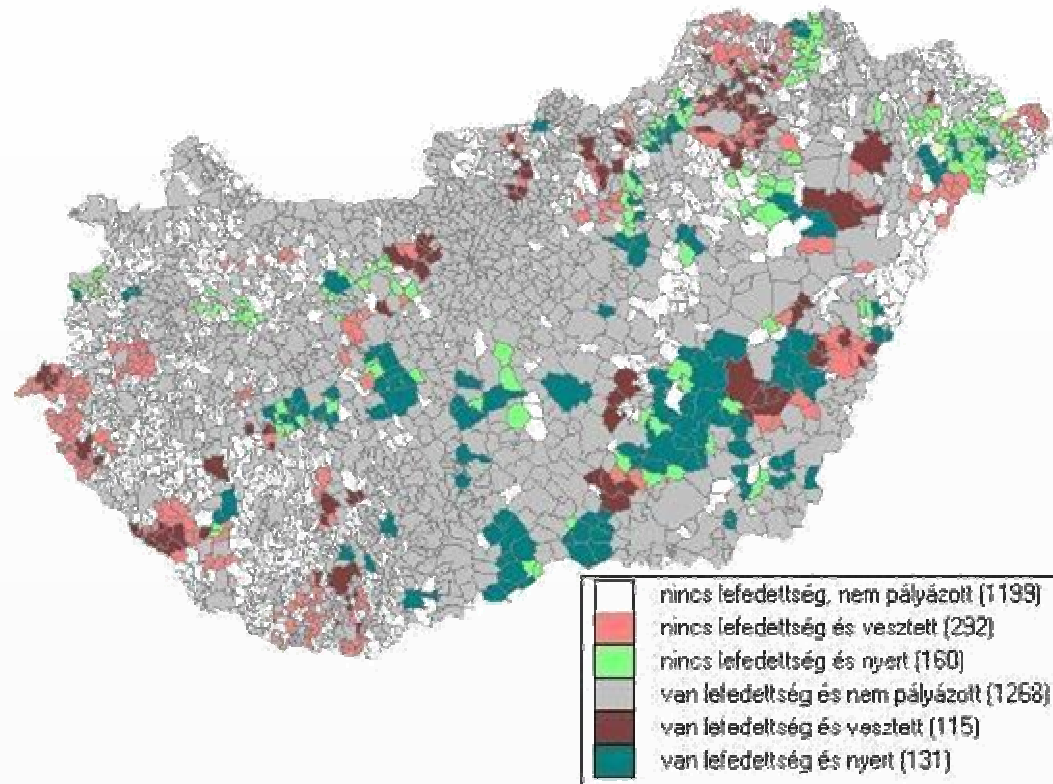 nincs lefedettség, nem pályázott (1199)
nincs lefedettség és vesztett (292)
nincs lefedettség és nyert (160)
van lefedettség és nem pályázott (1268)
van lefedettség és vesztett (115)
van lefedettség és nyert (131)